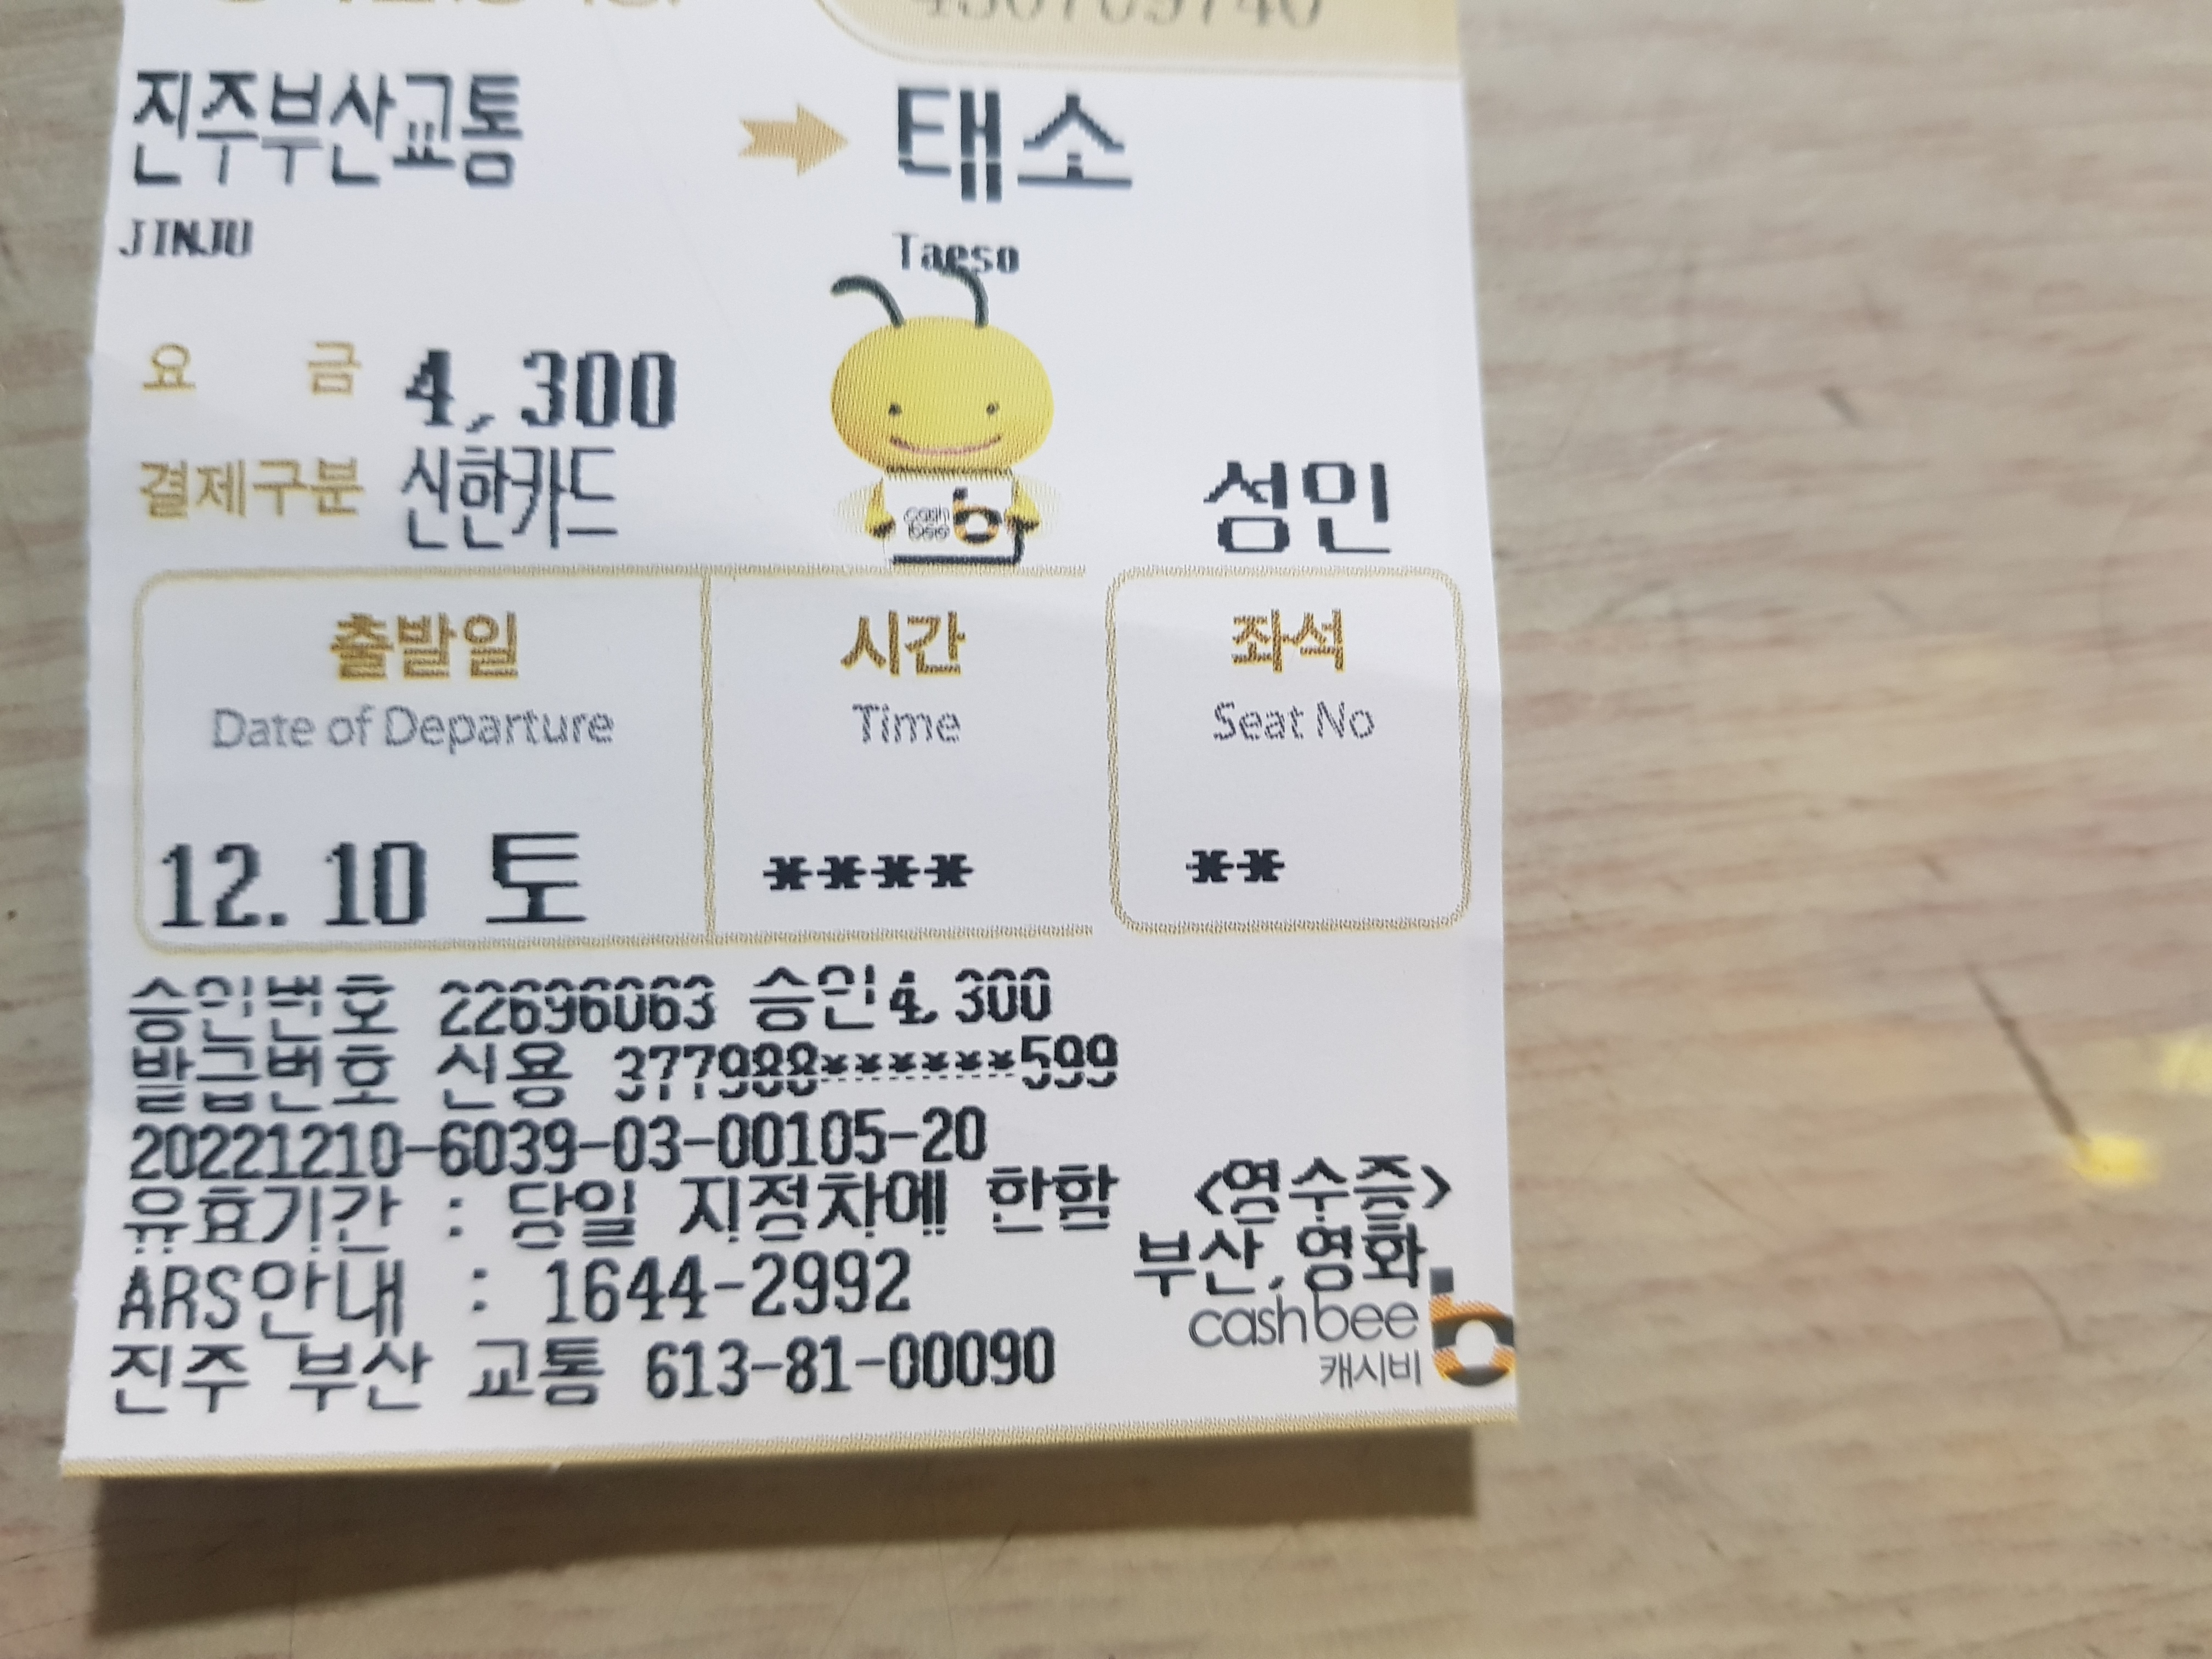 진주부산교통 태소
JINJU Taeso
요 금 4,300
결제구분 신한카드 성인
cash bee b
출발일 시간 좌석
Date of Departure Time Seat No
12. 10 토 **** **
승인번호 22696063 승인4,300
발급번호 신용 377988******599
20221210-6039-03-00105-20
유효기간 : 당일 지정차에 한함 <영수증>
ARS안내 : 1644-2992 부산,영화
진주 부산 교통 613-81-00090 cashbee b
캐시비